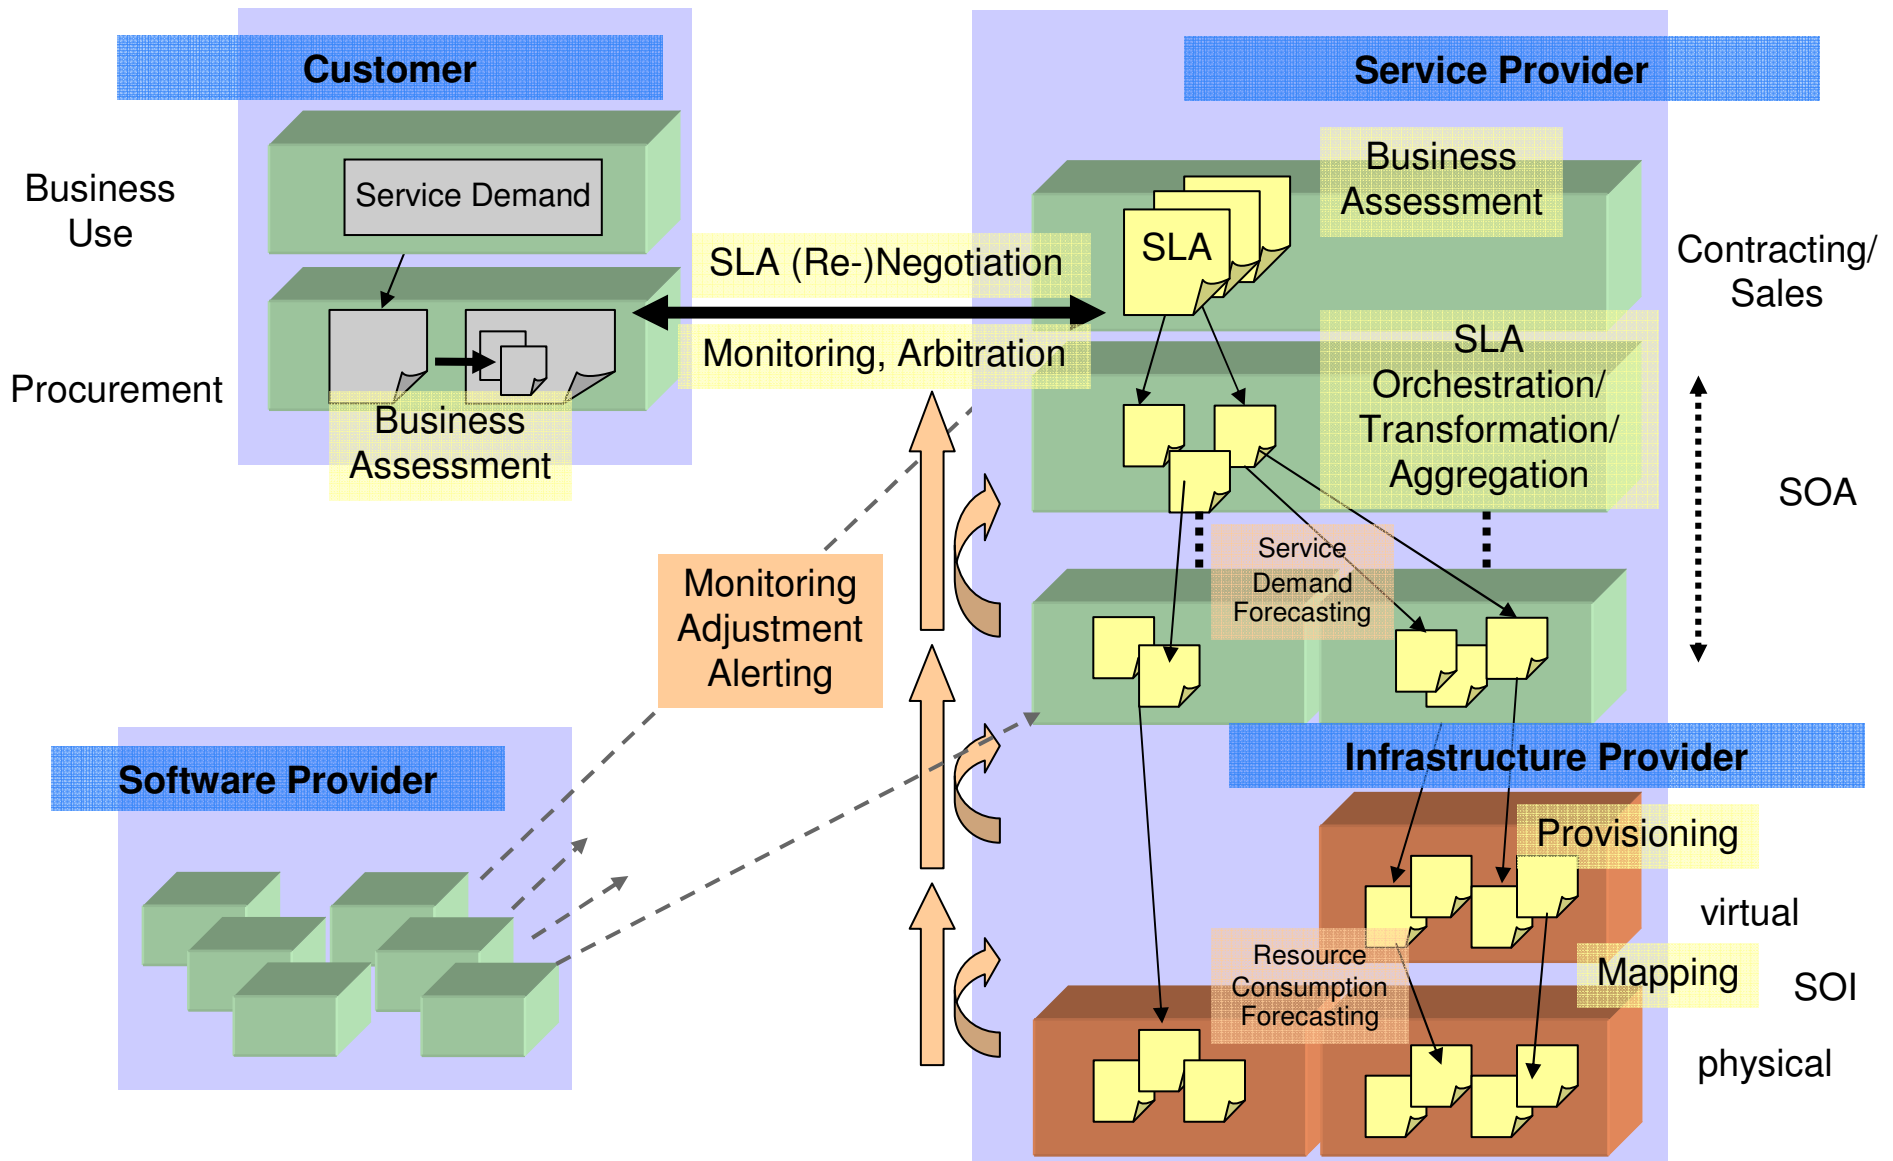 Customer
Service Provider
Business
Use
Service Demand
Business
Assessment
SLA
Contracting/
Sales
SLA (Re-)Negotiation
Monitoring, Arbitration
Procurement
Business
Assessment
SLA
Orchestration/
Transformation/
Aggregation
SOA
Service
Demand
Forecasting
Monitoring
Adjustment
Alerting
Software Provider
Infrastructure Provider
Provisioning
virtual
Mapping
SOI
Resource
Consumption
Forecasting
physical